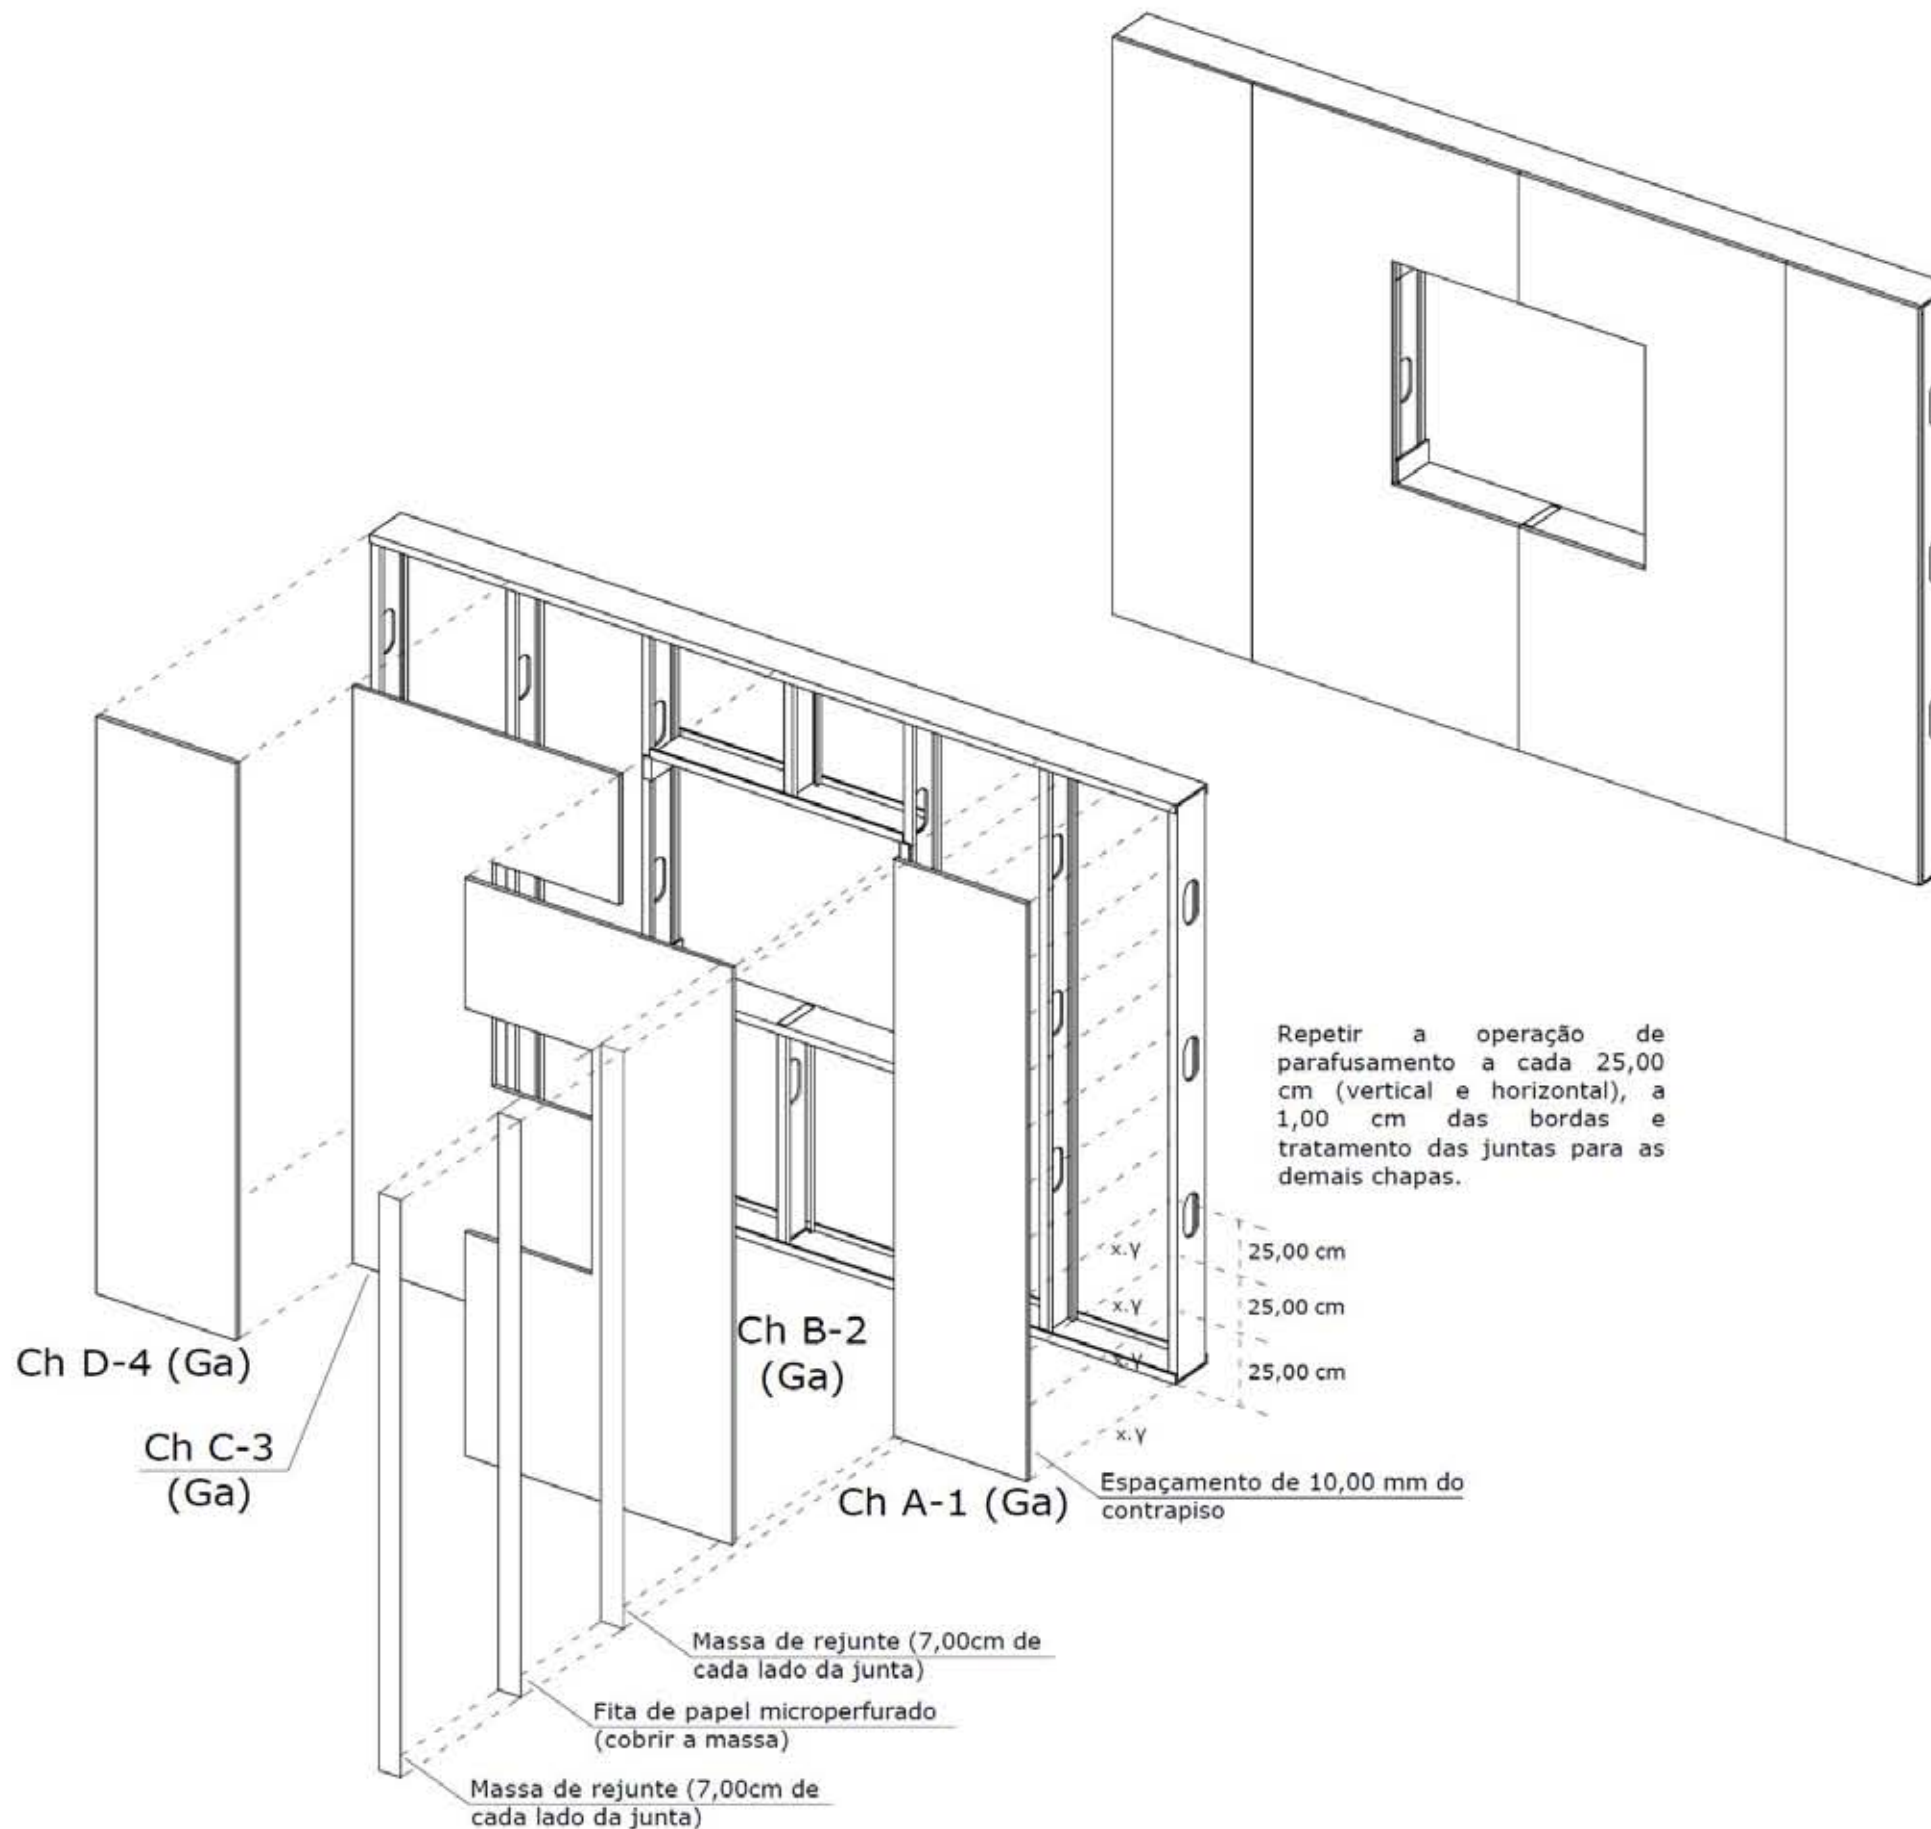 Repetir a operação de
parafusamento a cada 25,00
cm (vertical e horizontal), a
1,00 cm das bordas e
tratamento das juntas para as
demais chapas.
x.y
25,00 cm
x.y
25,00 cm
x.y
25,00 cm
x.y
Ch B-2
(Ga)
Ch D-4 (Ga)
Ch C-3
(Ga)
Ch A-1 (Ga)
Espaçamento de 10,00 mm do
contrapiso
Massa de rejunte (7,00cm de
cada lado da junta)
Fita de papel microperfurado
(cobrir a massa)
Massa de rejunte (7,00cm de
cada lado da junta)